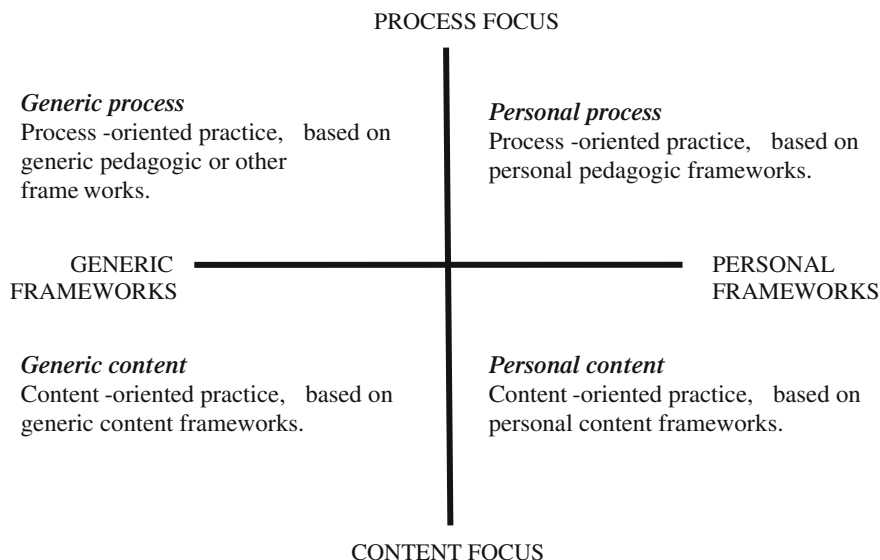 PROCESS FOCUS
Generic process
Process -oriented practice, based on
generic pedagogic or other
frame works.
Personal process
Process -oriented practice, based on
personal pedagogic frameworks.
GENERIC
FRAMEWORKS
PERSONAL
FRAMEWORKS
Generic content
Content -oriented practice, based on
generic content frameworks.
Personal content
Content -oriented practice, based on
personal content frameworks.
CONTENT FOCUS